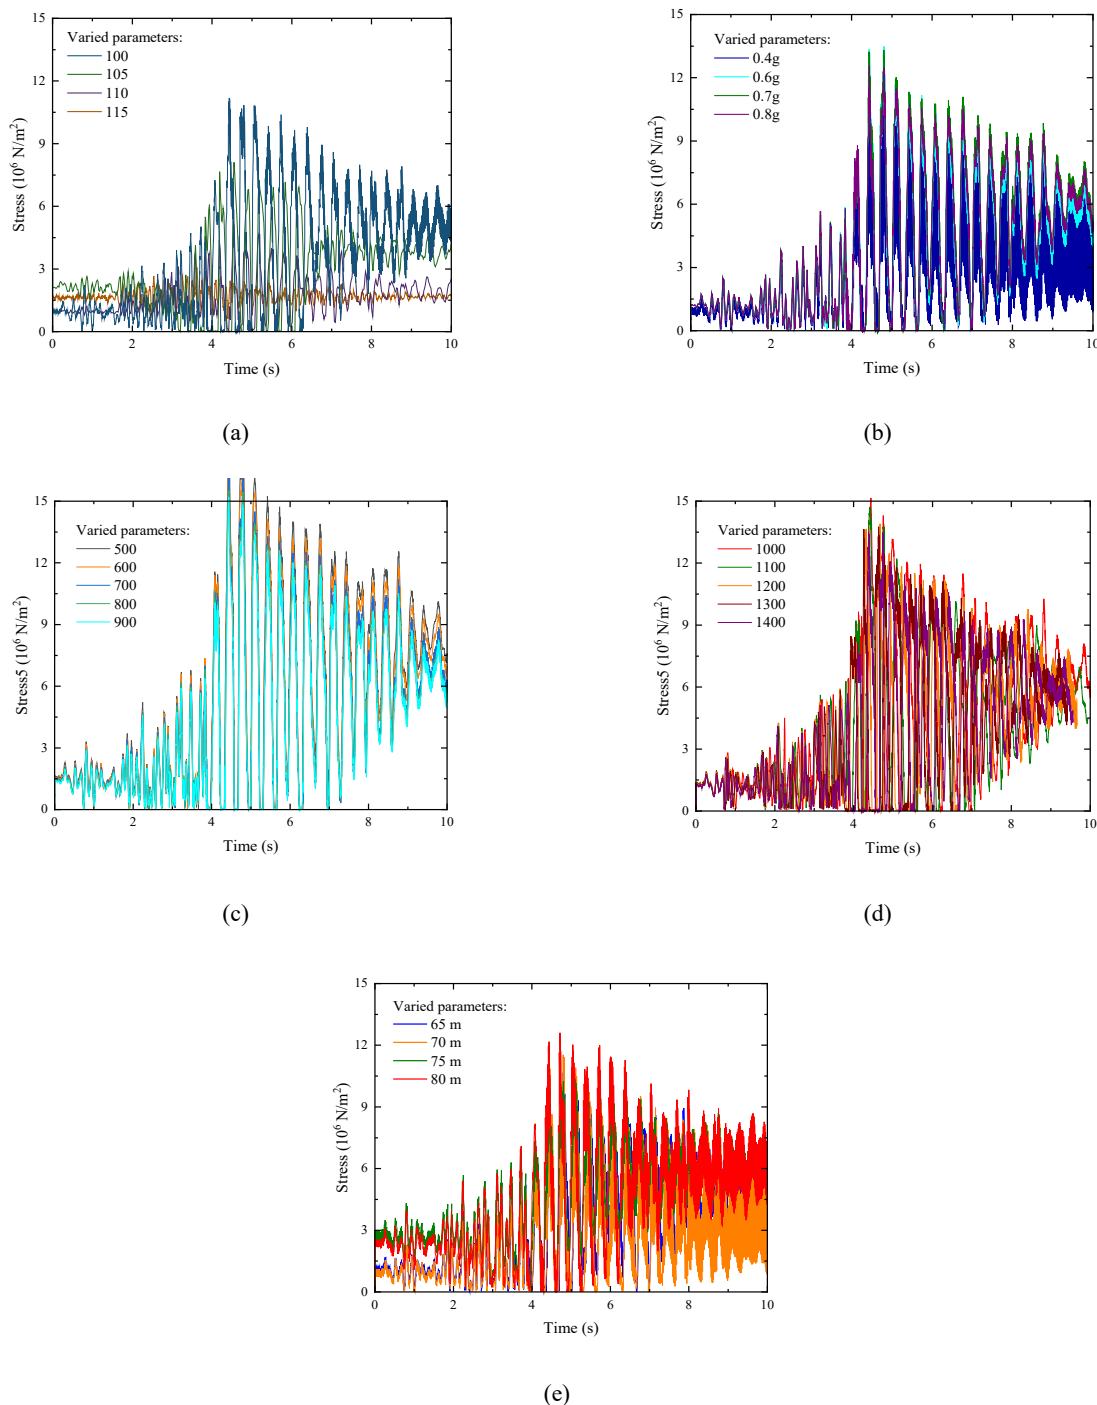 15
12
9
6
3
0
Stress (10⁶ N/m²)
Varied parameters:
100
105
110
115
0 2 4 6 8 10
Time (s)
(a)
15
12
9
6
3
0
Stress (10⁶ N/m²)
Varied parameters:
0.4g
0.6g
0.7g
0.8g
0 2 4 6 8 10
Time (s)
(b)
15
12
9
6
3
0
Stress5 (10⁶ N/m²)
Varied parameters:
500
600
700
800
900
0 2 4 6 8 10
Time (s)
(c)
15
12
9
6
3
0
Stress5 (10⁶ N/m²)
Varied parameters:
1000
1100
1200
1300
1400
0 2 4 6 8 10
Time (s)
(d)
15
12
9
6
3
0
Stress (10⁶ N/m²)
Varied parameters:
65 m
70 m
75 m
80 m
0 2 4 6 8 10
Time (s)
(e)